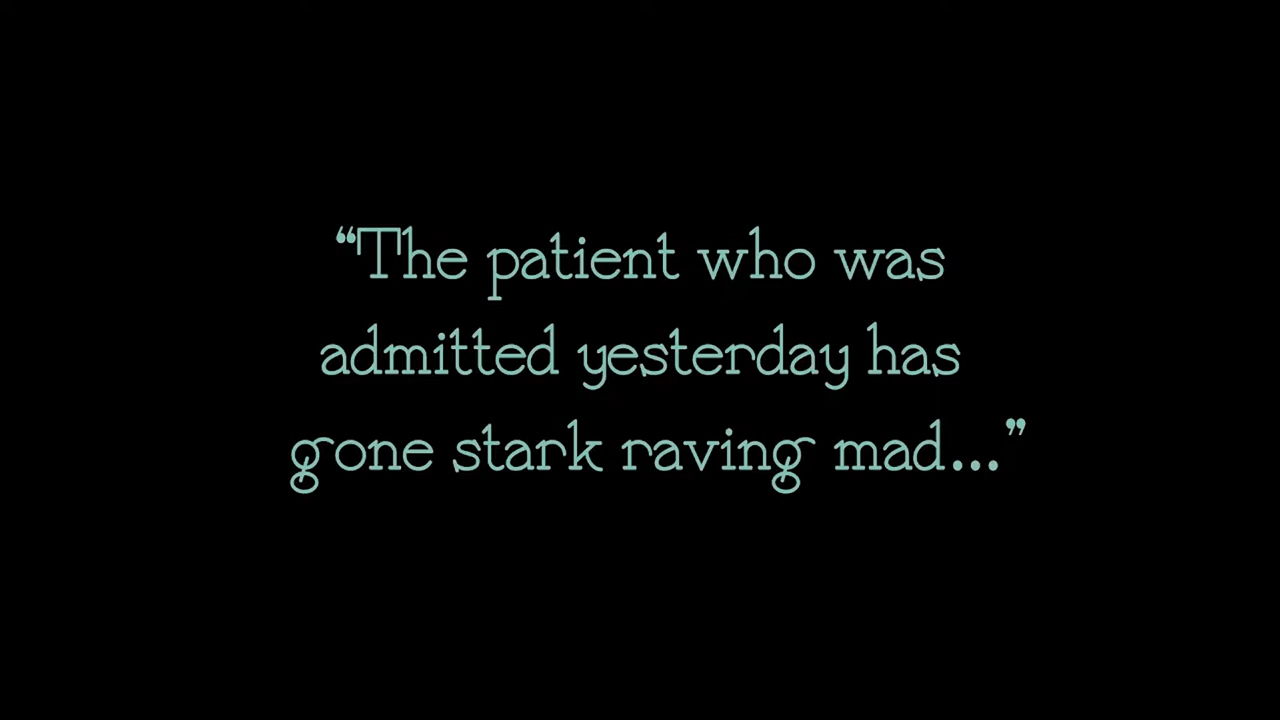 “The patient who was
admitted yesterday has
gone stark raving mad...”